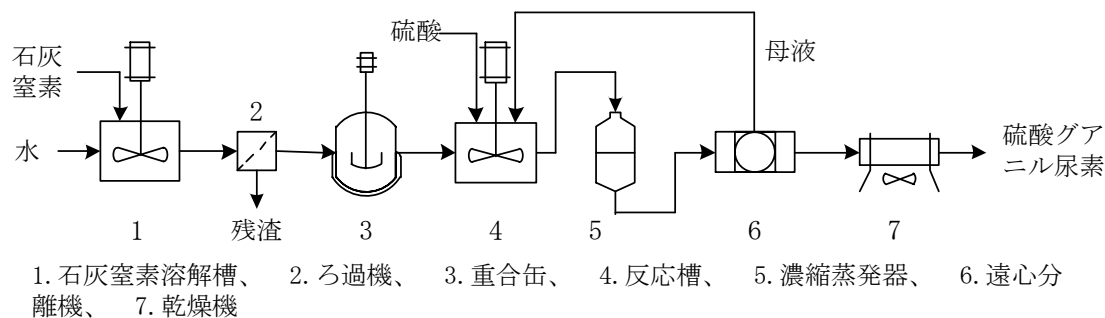 石灰
窒素
硫酸
母液
2
水
硫酸グア
ニル尿素
残渣
1
3
4
5
6
7
1.石灰窒素溶解槽、 2.ろ過機、 3.重合缶、 4.反応槽、 5.濃縮蒸発器、 6.遠心分
離機、 7.乾燥機